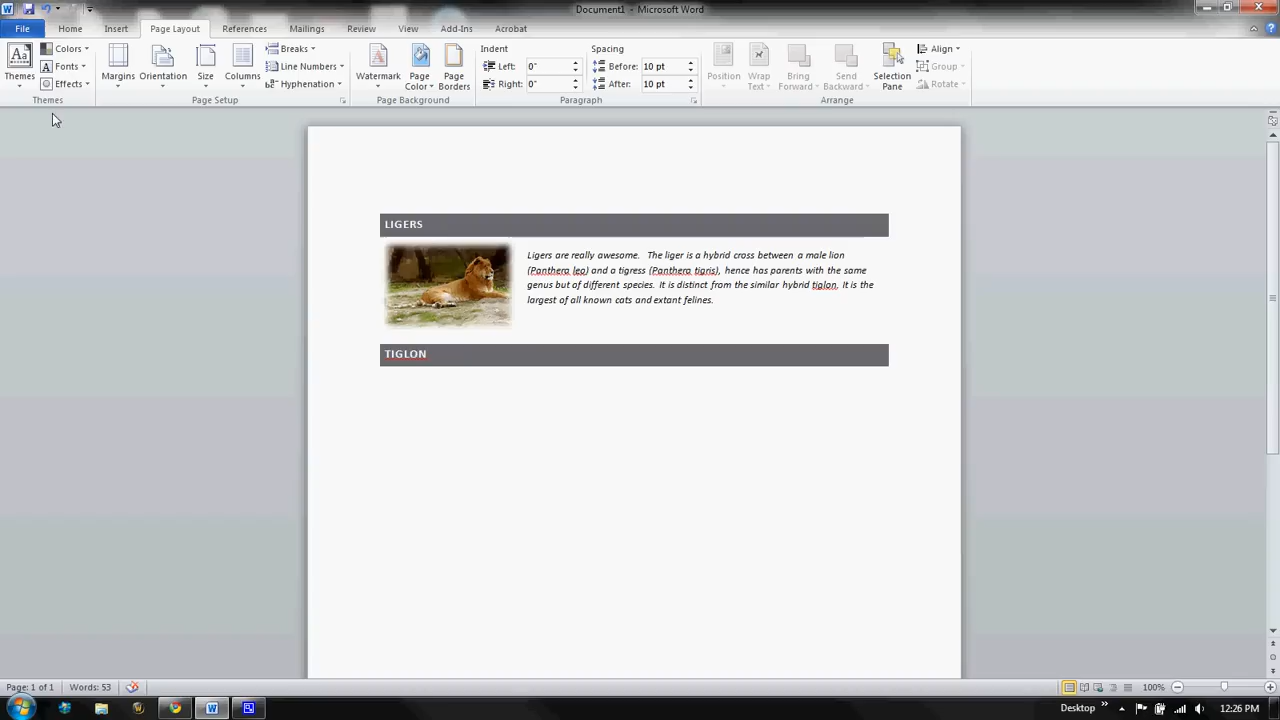 Document1 - Microsoft Word
File Home Insert Page Layout References Mailings Review View Add-Ins Acrobat
Themes
Colors
Fonts
Effects
Themes
Margins
Orientation
Size
Columns
Breaks
Line Numbers
Hyphenation
Page Setup
Watermark
Page Color
Page Borders
Page Background
Indent
Left: 0"
Right: 0"
Spacing
Before: 10 pt
After: 10 pt
Paragraph
Position
Wrap Text
Bring Forward
Send Backward
Selection Pane
Align
Group
Rotate
Arrange
LIGERS
Ligers are really awesome. The liger is a hybrid cross between a male lion
(Panthera leo) and a tigress (Panthera tigris), hence has parents with the same
genus but of different species. It is distinct from the similar hybrid tiglon. It is the
largest of all known cats and extant felines.
TIGLON
Page: 1 of 1 Words: 53
100%
Desktop
12:26 PM